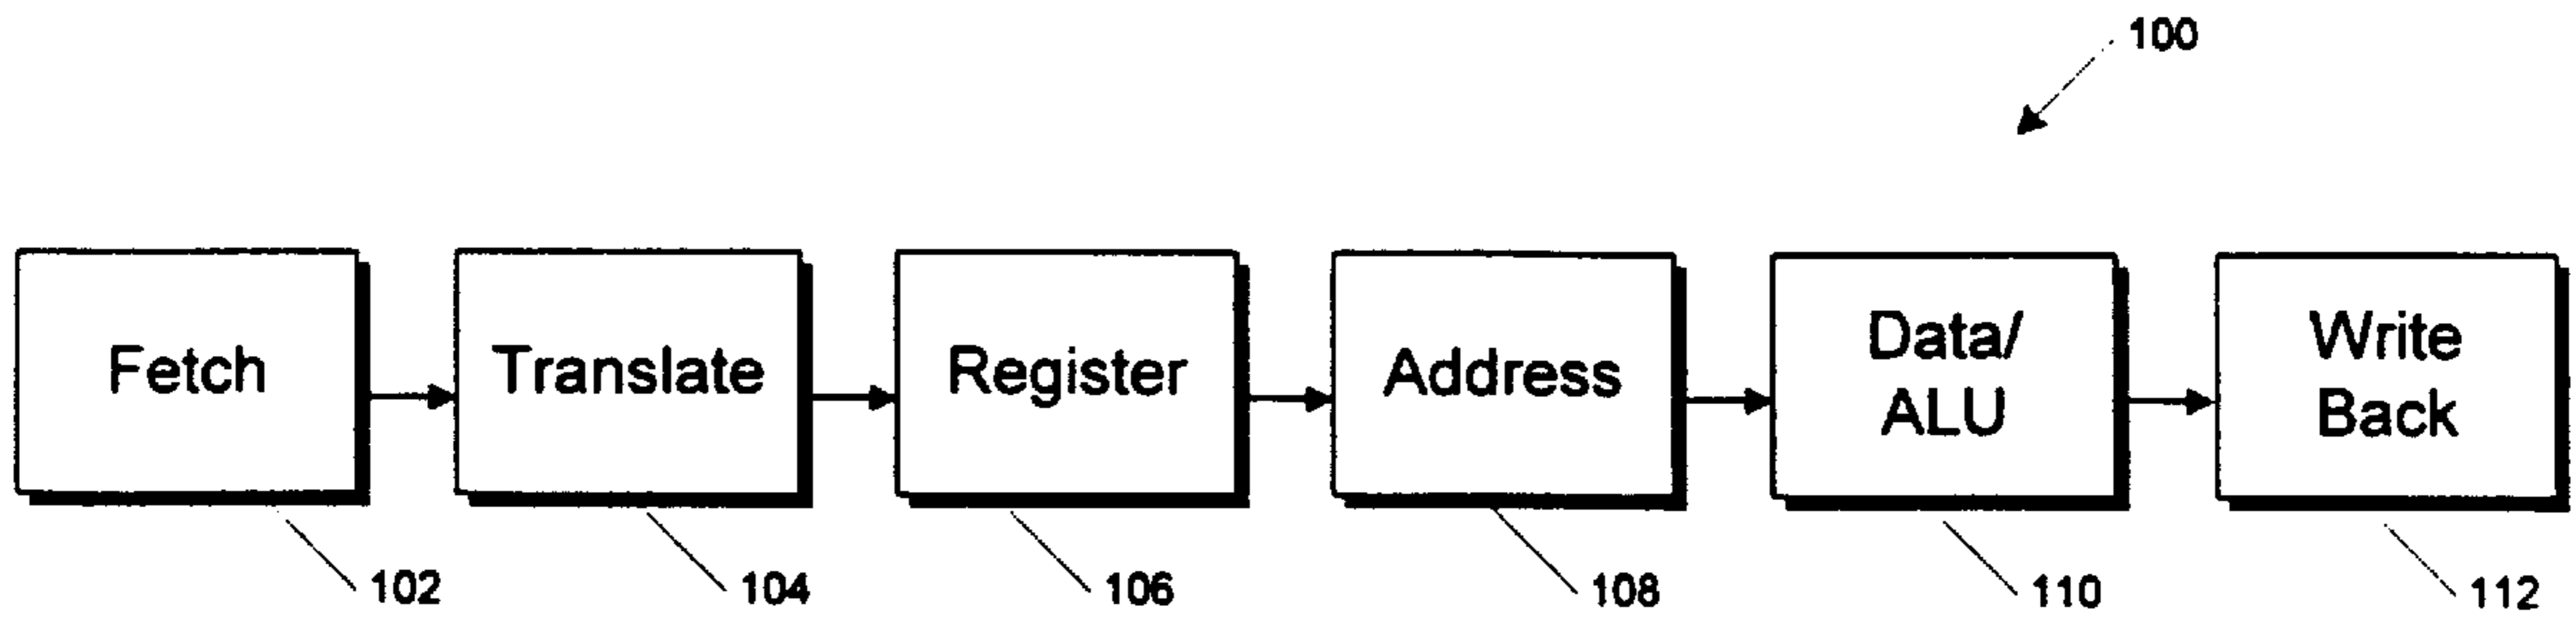 100
Fetch
Translate
Register
Address
Data/
ALU
Write
Back
102
104
106
108
110
112